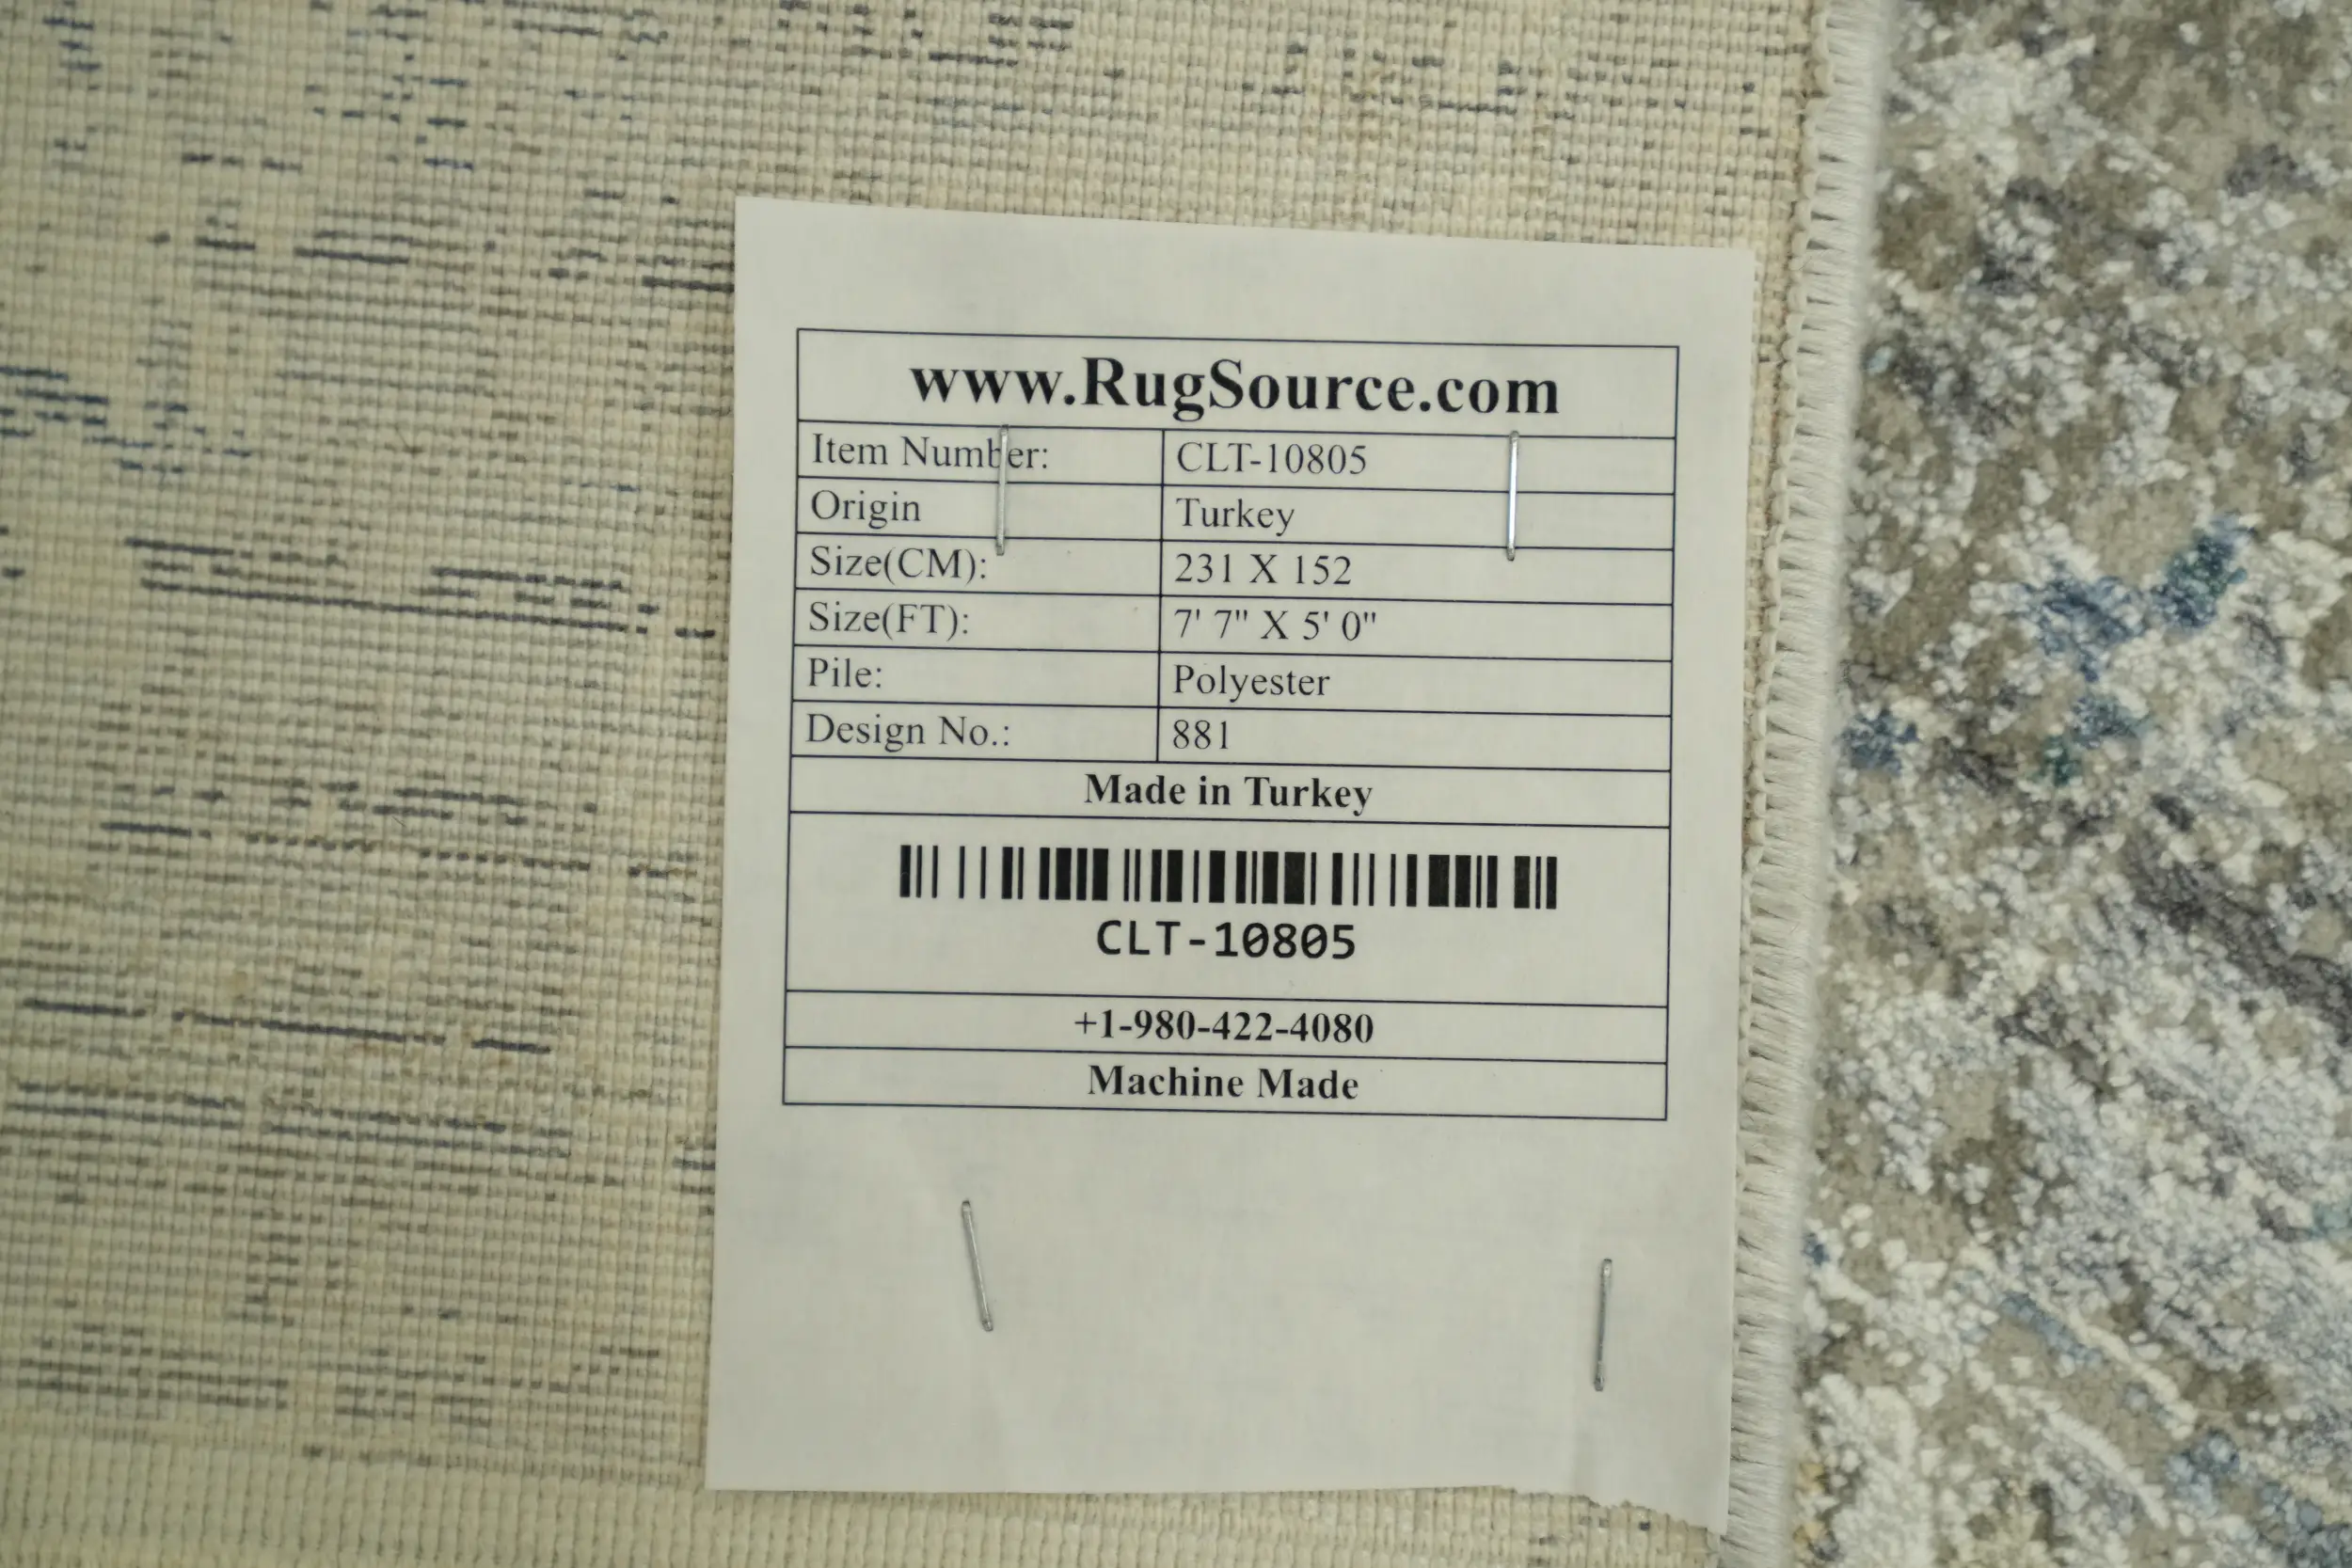 www.RugSource.com
Item Number: CLT-10805
Origin Turkey
Size(CM): 231 X 152
Size(FT): 7' 7" X 5' 0"
Pile: Polyester
Design No.: 881
Made in Turkey
CLT-10805
+1-980-422-4080
Machine Made